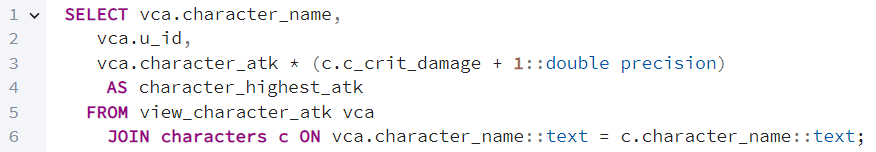 1 SELECT vca.character_name,
2 vca.u_id,
3 vca.character_atk * (c.c_crit_damage + 1::double precision)
4 AS character_highest_atk
5 FROM view_character_atk vca
6 JOIN characters c ON vca.character_name::text = c.character_name::text;